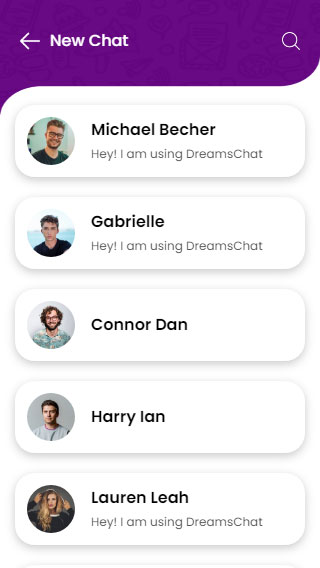 New Chat
Michael Becher
Hey! I am using DreamsChat
Gabrielle
Hey! I am using DreamsChat
Connor Dan
Harry Ian
Lauren Leah
Hey! I am using DreamsChat